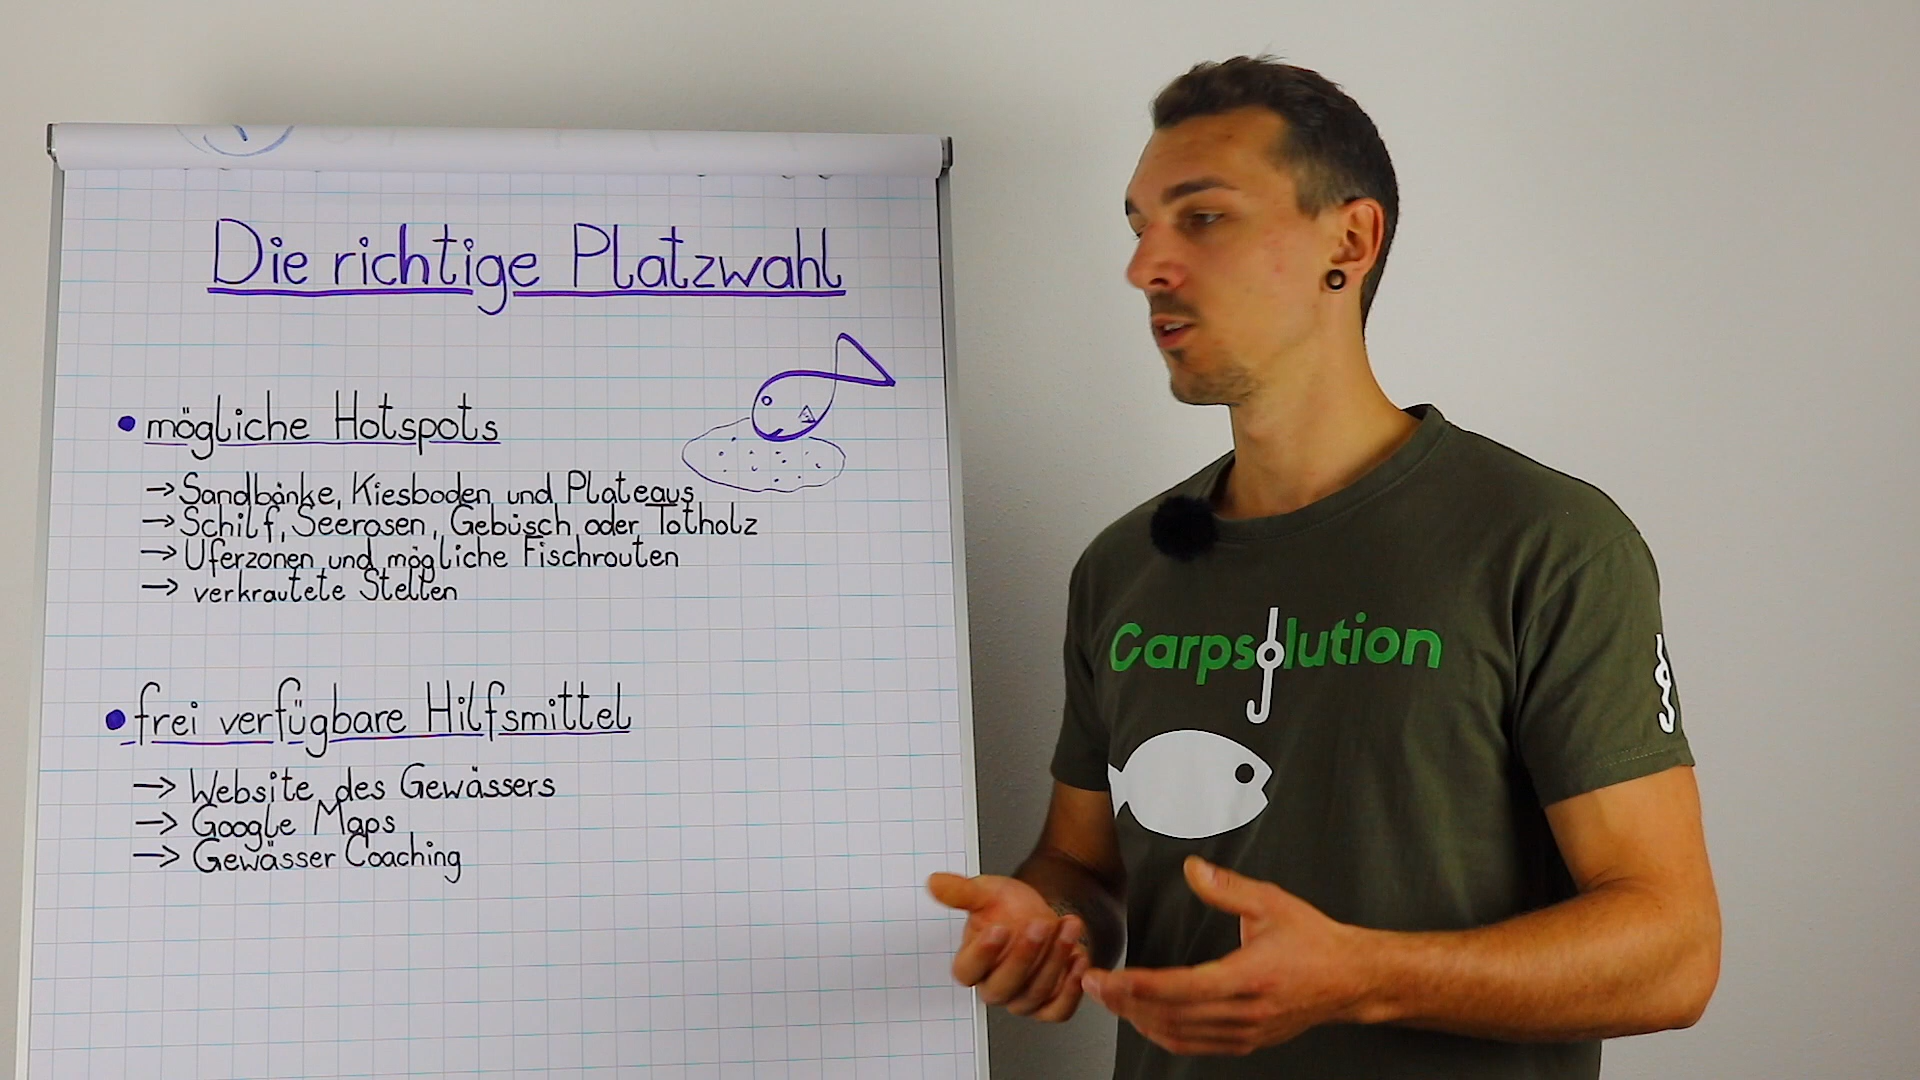 Die richtige Platzwahl
• mögliche Hotspots
→ Sandbänke, Kiesboden und Plateaus
→ Schilf, Seerosen, Gebüsch oder Totholz
→ Uferzonen und mögliche Fischrouten
→ verkrautete Stellen
• frei verfügbare Hilfsmittel
→ Website des Gewässers
→ Google Maps
→ Gewässer Coaching
Carpsolution